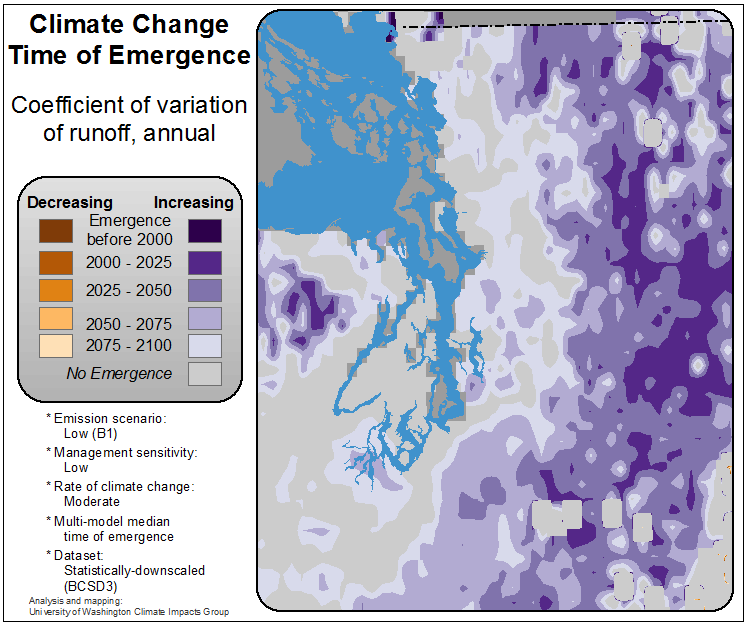 Climate Change
Time of Emergence
Coefficient of variation
of runoff, annual
Decreasing Increasing
Emergence
before 2000
2000 - 2025
2025 - 2050
2050 - 2075
2075 - 2100
No Emergence
* Emission scenario:
Low (B1)
* Management sensitivity:
Low
* Rate of climate change:
Moderate
* Multi-model median
time of emergence
* Dataset:
Statistically-downscaled
(BCSD3)
Analysis and mapping:
University of Washington Climate Impacts Group